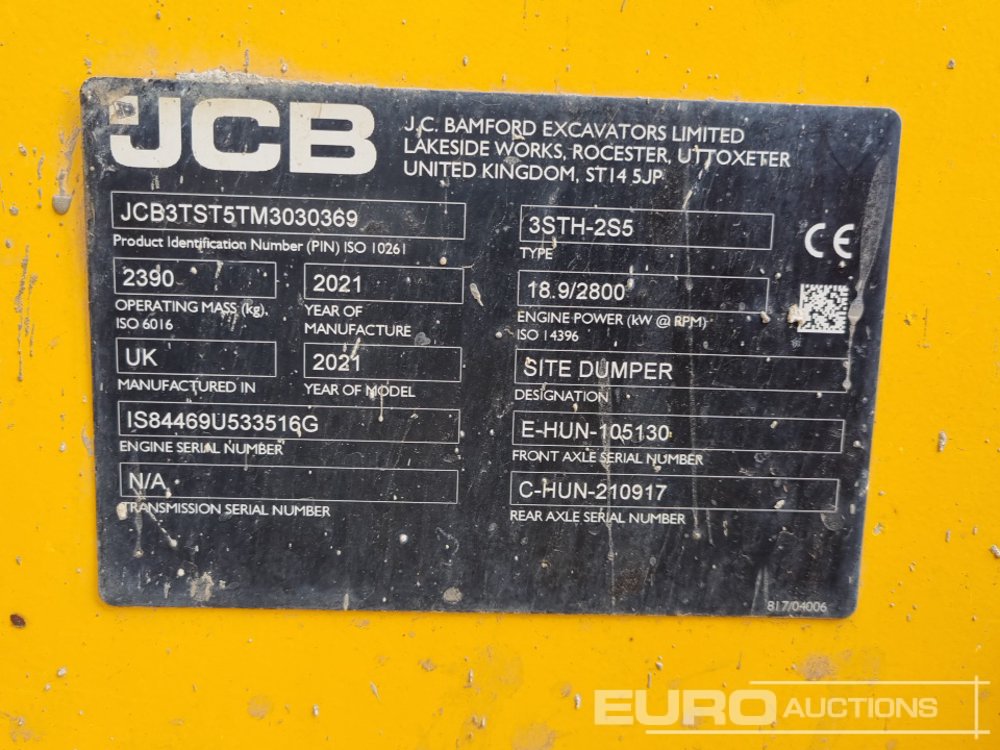 JCB
J.C. BAMFORD EXCAVATORS LIMITED
LAKESIDE WORKS, ROCESTER, UTTOXETER
UNITED KINGDOM, ST14 5JP
JCB3TST5TM3030369
Product Identification Number (PIN) ISO 10261
3STH-2S5
TYPE
CE
2390
OPERATING MASS (kg).
ISO 6016
2021
YEAR OF
MANUFACTURE
18.9/2800
ENGINE POWER (kW @ RPM)
ISO 14396
UK
MANUFACTURED IN
2021
YEAR OF MODEL
SITE DUMPER
DESIGNATION
IS84469U533516G
ENGINE SERIAL NUMBER
E-HUN-105130
FRONT AXLE SERIAL NUMBER
N/A
TRANSMISSION SERIAL NUMBER
C-HUN-210917
REAR AXLE SERIAL NUMBER
817/04006
EURO AUCTIONS